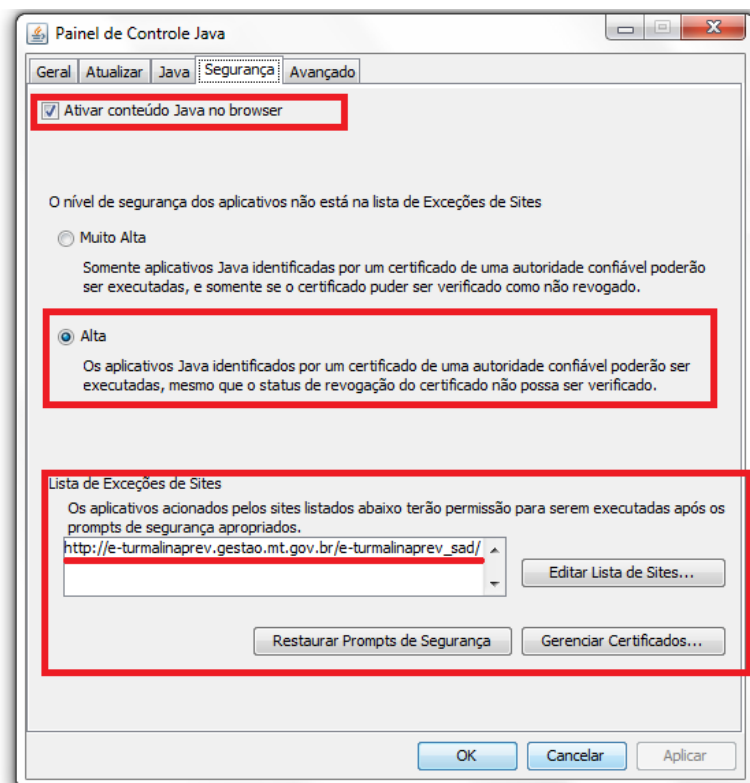 Painel de Controle Java
Geral Atualizar Java Segurança Avançado
Ativar conteúdo Java no browser
O nível de segurança dos aplicativos não está na lista de Exceções de Sites
Muito Alta
Somente aplicativos Java identificadas por um certificado de uma autoridade confiável poderão
ser executadas, e somente se o certificado puder ser verificado como não revogado.
Alta
Os aplicativos Java identificados por um certificado de uma autoridade confiável poderão ser
executadas, mesmo que o status de revogação do certificado não possa ser verificado.
Lista de Exceções de Sites
Os aplicativos acionados pelos sites listados abaixo terão permissão para serem executadas após os
prompts de segurança apropriados.
http://e-turmalinaprev.gestao.mt.gov.br/e-turmalinaprev_sad/
Editar Lista de Sites...
Restaurar Prompts de Segurança Gerenciar Certificados...
OK Cancelar Aplicar